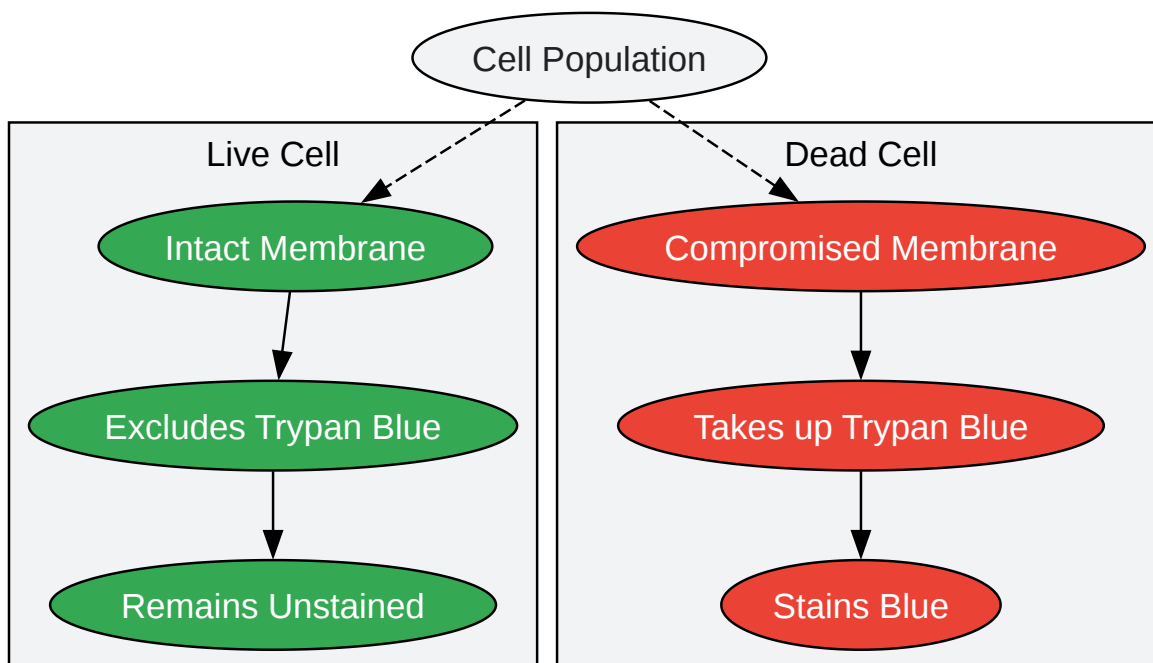 Cell Population
Live Cell
Dead Cell
Intact Membrane
Compromised Membrane
Excludes Trypan Blue
Takes up Trypan Blue
Remains Unstained
Stains Blue